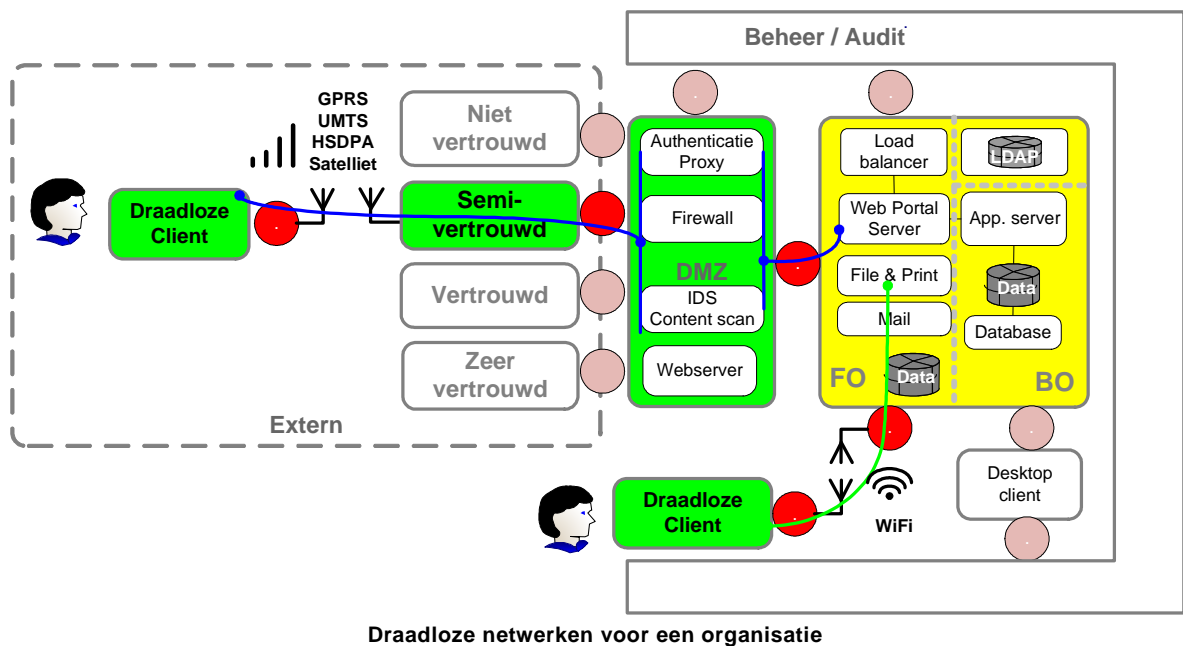 Beheer / Audit
GPRS
UMTS
HSDPA
Satelliet
Niet
vertrouwd
Draadloze
Client
Semi-
vertrouwd
Vertrouwd
Zeer
vertrouwd
Extern
Authenticatie
Proxy
Firewall
DMZ
IDS
Content scan
Webserver
Load
balancer
LDAP
Web Portal
Server
App. server
File & Print
Mail
Data
Database
FO
Data
BO
Draadloze
Client
WiFi
Desktop
client
Draadloze netwerken voor een organisatie